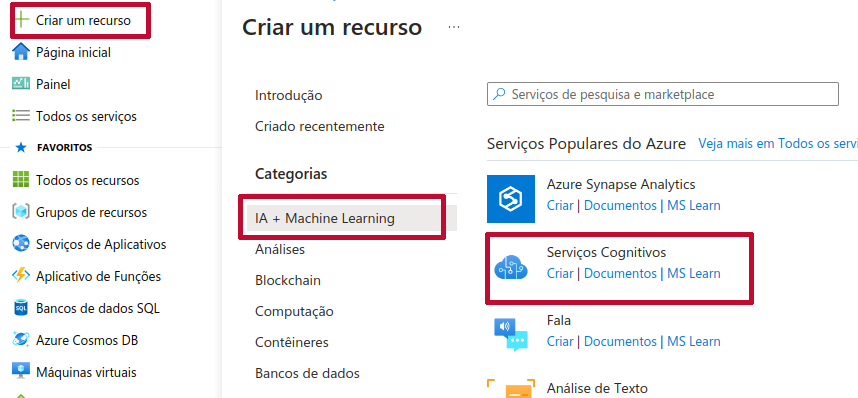 Criar um recurso
Página inicial
Painel
Todos os serviços
FAVORITOS
Todos os recursos
Grupos de recursos
Serviços de Aplicativos
Aplicativo de Funções
Bancos de dados SQL
Azure Cosmos DB
Máquinas virtuais
Criar um recurso ...
Introdução
Criado recentemente
Categorias
IA + Machine Learning
Análises
Blockchain
Computação
Contêineres
Bancos de dados
Serviços de pesquisa e marketplace
Serviços Populares do Azure Veja mais em Todos os servi
Azure Synapse Analytics
Criar | Documentos | MS Learn
Serviços Cognitivos
Criar | Documentos | MS Learn
Fala
Criar | Documentos | MS Learn
Análise de Texto